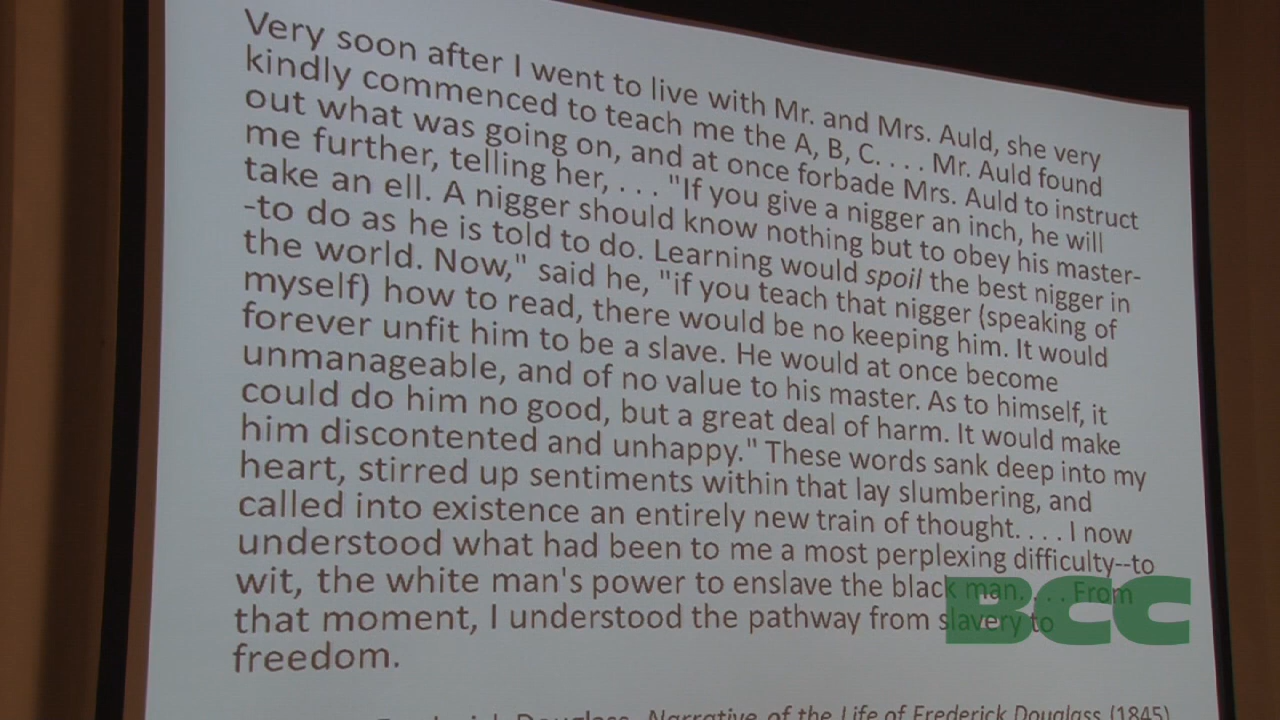 Very soon after I went to live with Mr. and Mrs. Auld, she very
kindly commenced to teach me the A, B, C. . . . Mr. Auld found
out what was going on, and at once forbade Mrs. Auld to instruct
me further, telling her, . . . "If you give a nigger an inch, he will
take an ell. A nigger should know nothing but to obey his master-
-to do as he is told to do. Learning would spoil the best nigger in
the world. Now," said he, "if you teach that nigger (speaking of
myself) how to read, there would be no keeping him. It would
forever unfit him to be a slave. He would at once become
unmanageable, and of no value to his master. As to himself, it
could do him no good, but a great deal of harm. It would make
him discontented and unhappy." These words sank deep into my
heart, stirred up sentiments within that lay slumbering, and
called into existence an entirely new train of thought. . . . I now
understood what had been to me a most perplexing difficulty--to
wit, the white man's power to enslave the black man. . . . From
that moment, I understood the pathway from slavery to
freedom.
Frederick Douglass, Narrative of the Life of Frederick Douglass (1845)
BCC